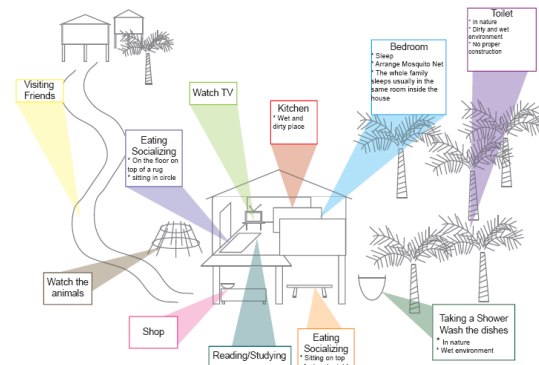 Toilet
* In nature
* Dirty and wet
environment
* No proper
construction
Bedroom
* Sleep
* Arrange Mosquito Net
* The whole family
sleeps usually in the
same room inside the
house
Visiting
Friends
Watch TV
Kitchen
* Wet and
dirty place
Eating
Socializing
* On the floor on
top of a rug
* sitting in circle
Watch the
animals
Shop
Reading/Studying
Eating
Socializing
* Sitting on top
Taking a Shower
Wash the dishes
* In nature
* Wet environment